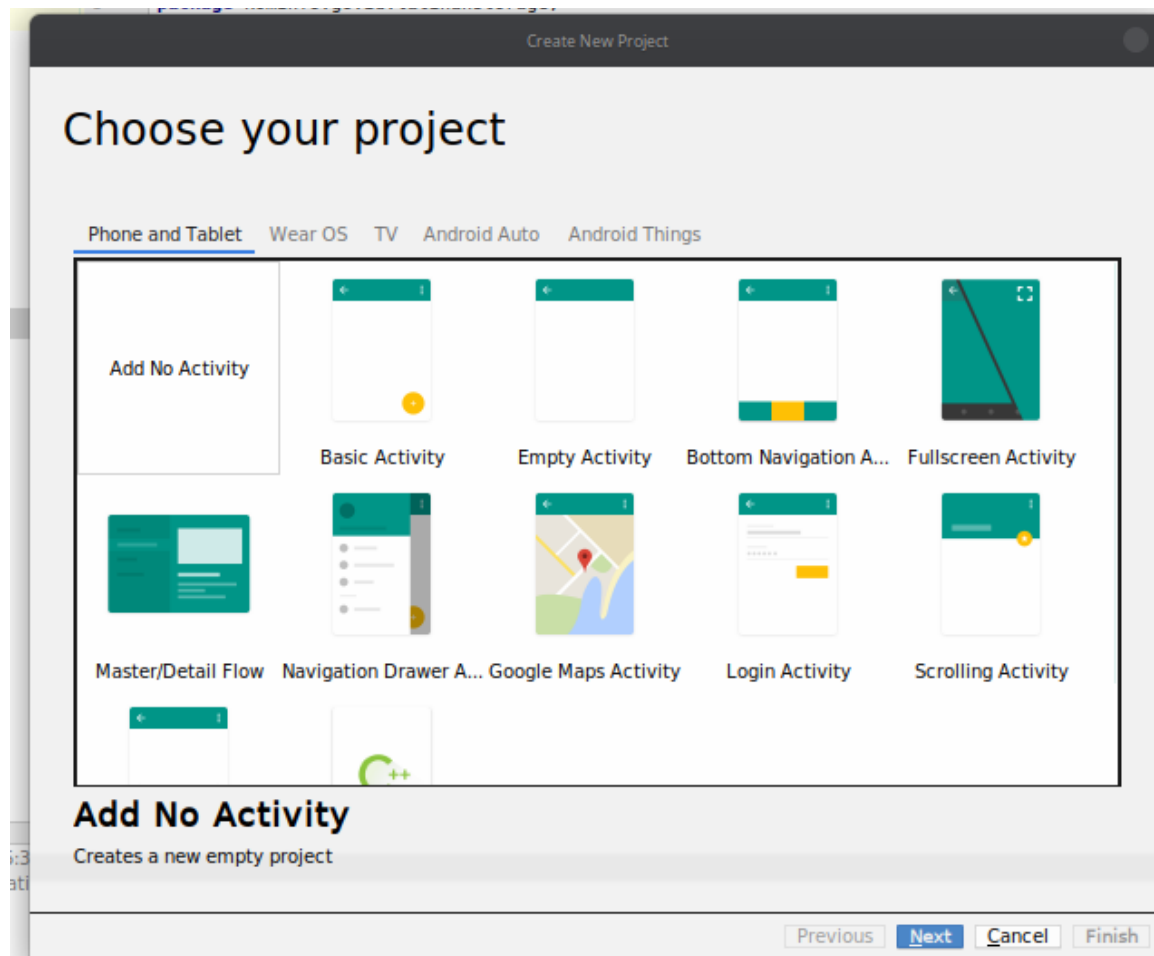 Create New Project
Choose your project
Phone and Tablet Wear OS TV Android Auto Android Things
Add No Activity
Basic Activity Empty Activity Bottom Navigation A... Fullscreen Activity
Master/Detail Flow Navigation Drawer A... Google Maps Activity Login Activity Scrolling Activity
C++
Add No Activity
Creates a new empty project
Previous Next Cancel Finish